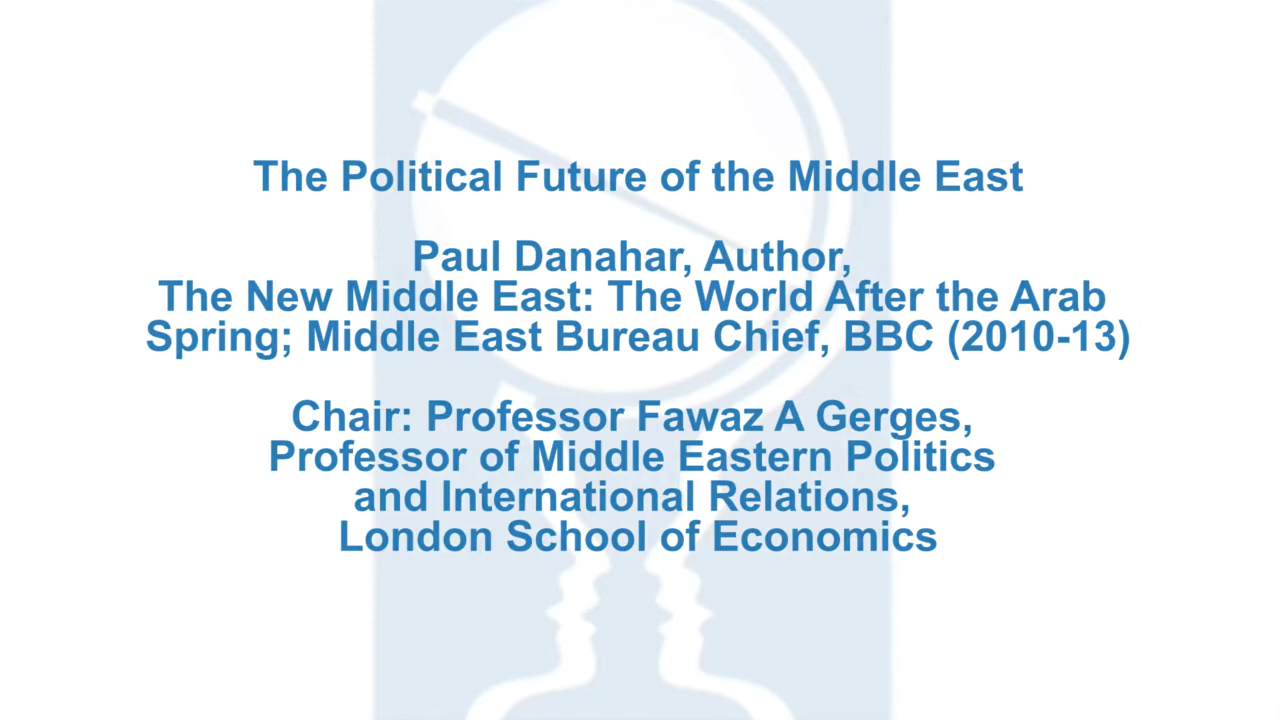 The Political Future of the Middle East
Paul Danahar, Author,
The New Middle East: The World After the Arab
Spring; Middle East Bureau Chief, BBC (2010-13)
Chair: Professor Fawaz A Gerges,
Professor of Middle Eastern Politics
and International Relations,
London School of Economics